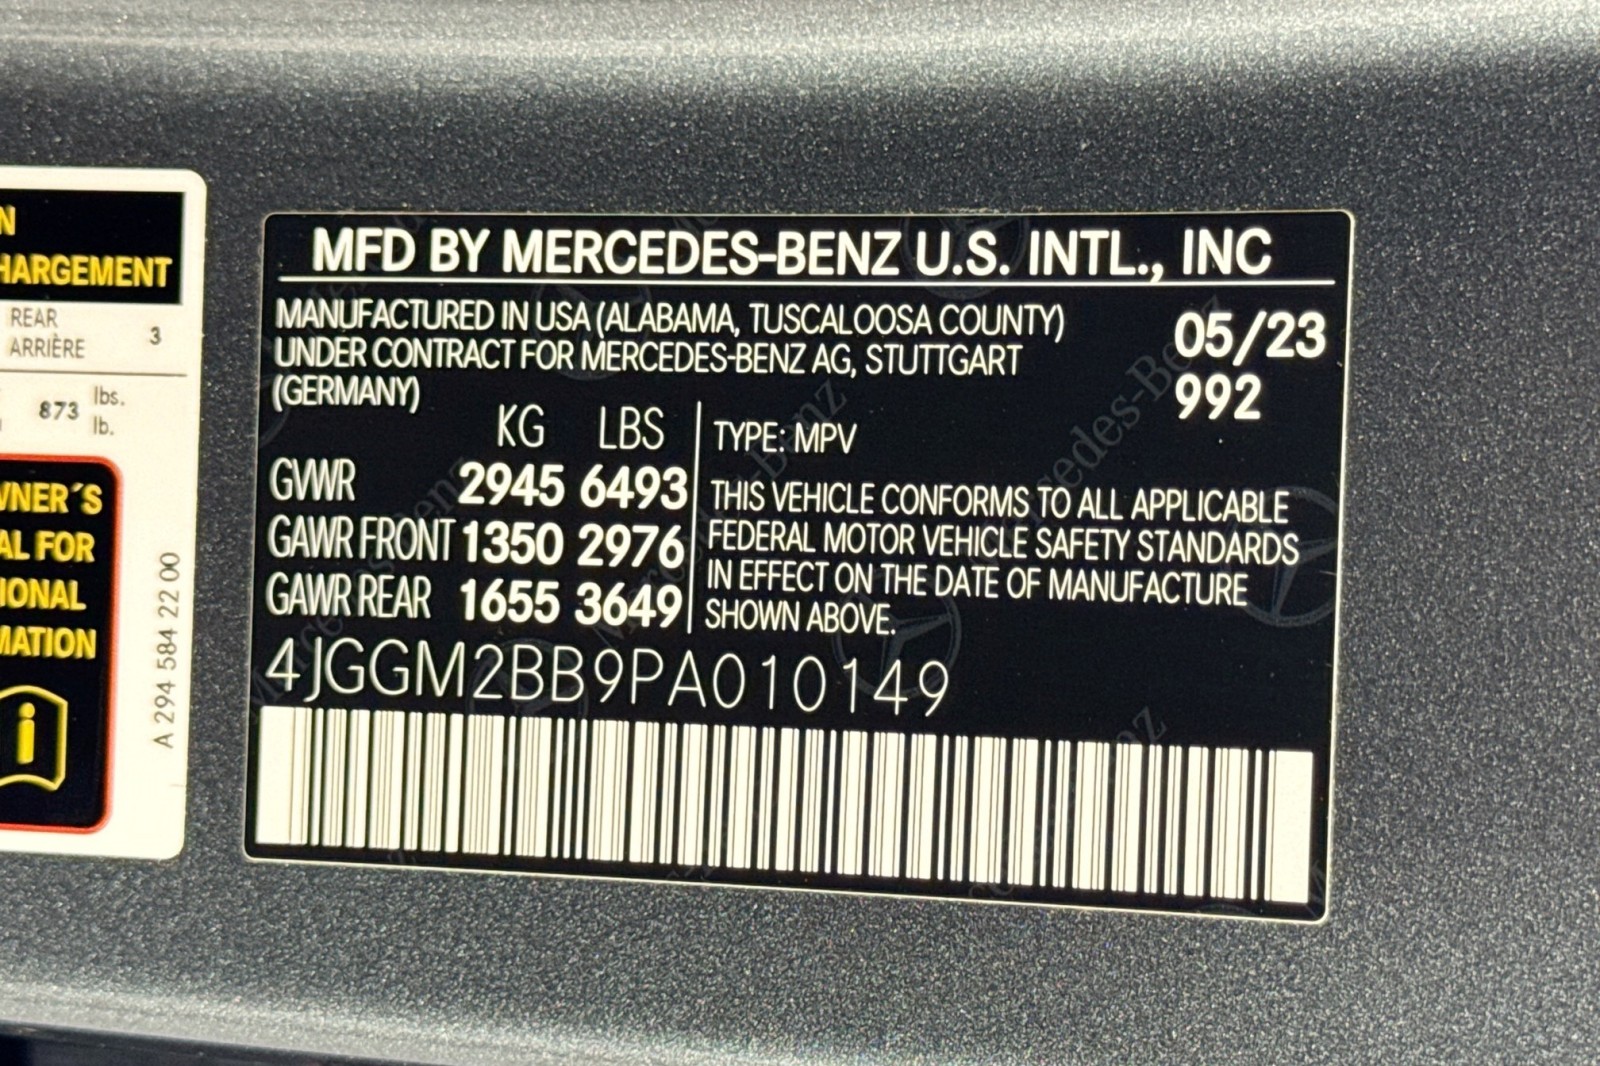 N
HARGEMENT
REAR
ARRIÈRE
3
873 lbs.
lb.
WNER´S
AL FOR
IONAL
MATION
i
A 294 584 22 00
MFD BY MERCEDES-BENZ U.S. INTL., INC
MANUFACTURED IN USA (ALABAMA, TUSCALOOSA COUNTY)
UNDER CONTRACT FOR MERCEDES-BENZ AG, STUTTGART
(GERMANY)
05/23
992
KG LBS
GVWR 2945 6493
GAWR FRONT 1350 2976
GAWR REAR 1655 3649
TYPE: MPV
THIS VEHICLE CONFORMS TO ALL APPLICABLE
FEDERAL MOTOR VEHICLE SAFETY STANDARDS
IN EFFECT ON THE DATE OF MANUFACTURE
SHOWN ABOVE.
4JGGM2BB9PA010149